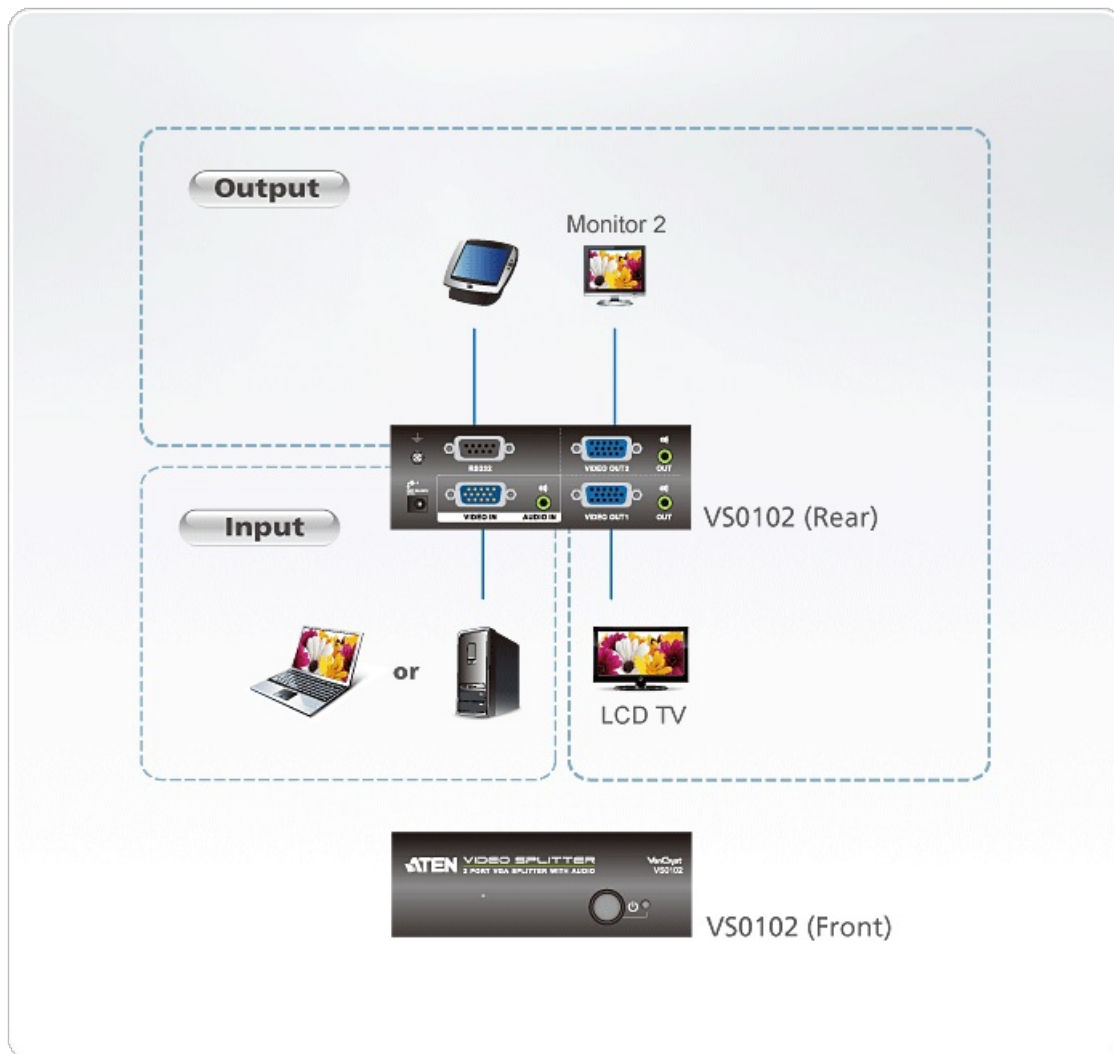 Output
Monitor 2
RS232
VIDEO OUT2
OUT
VIDEO IN
AUDIO IN
VIDEO OUT1
OUT
VS0102 (Rear)
Input
or
LCD TV
ATEN
VIDEO SPLITTER
2 PORT VGA SPLITTER WITH AUDIO
VanCryst
VS0102
VS0102 (Front)